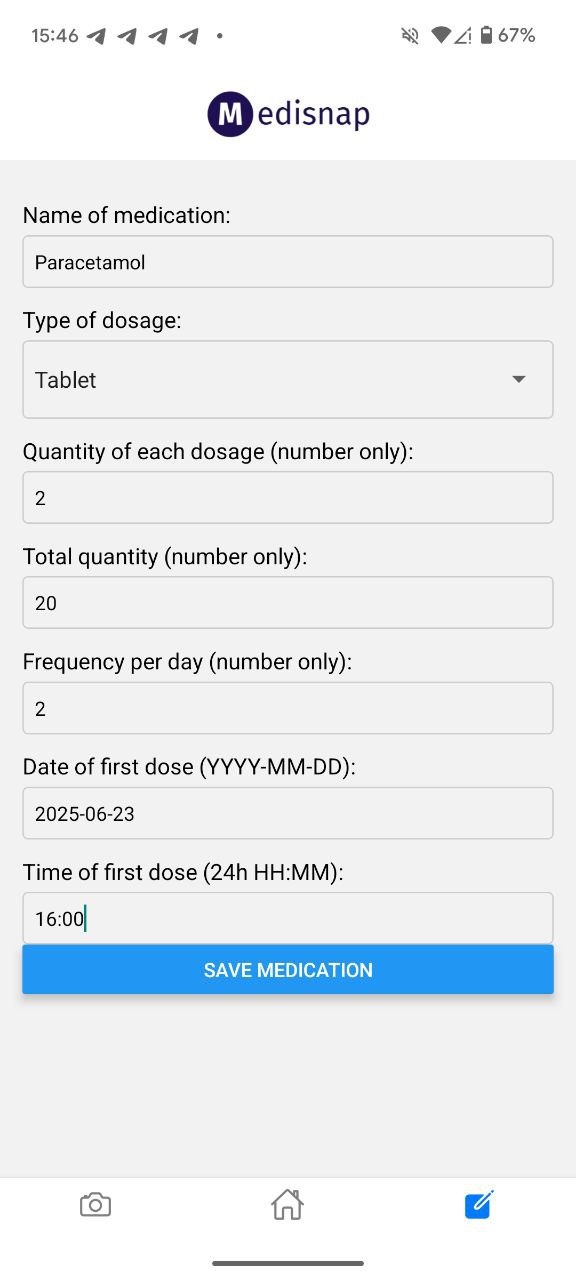 15:46
67%
Medisnap
Name of medication:
Paracetamol
Type of dosage:
Tablet
Quantity of each dosage (number only):
2
Total quantity (number only):
20
Frequency per day (number only):
2
Date of first dose (YYYY-MM-DD):
2025-06-23
Time of first dose (24h HH:MM):
16:00
SAVE MEDICATION